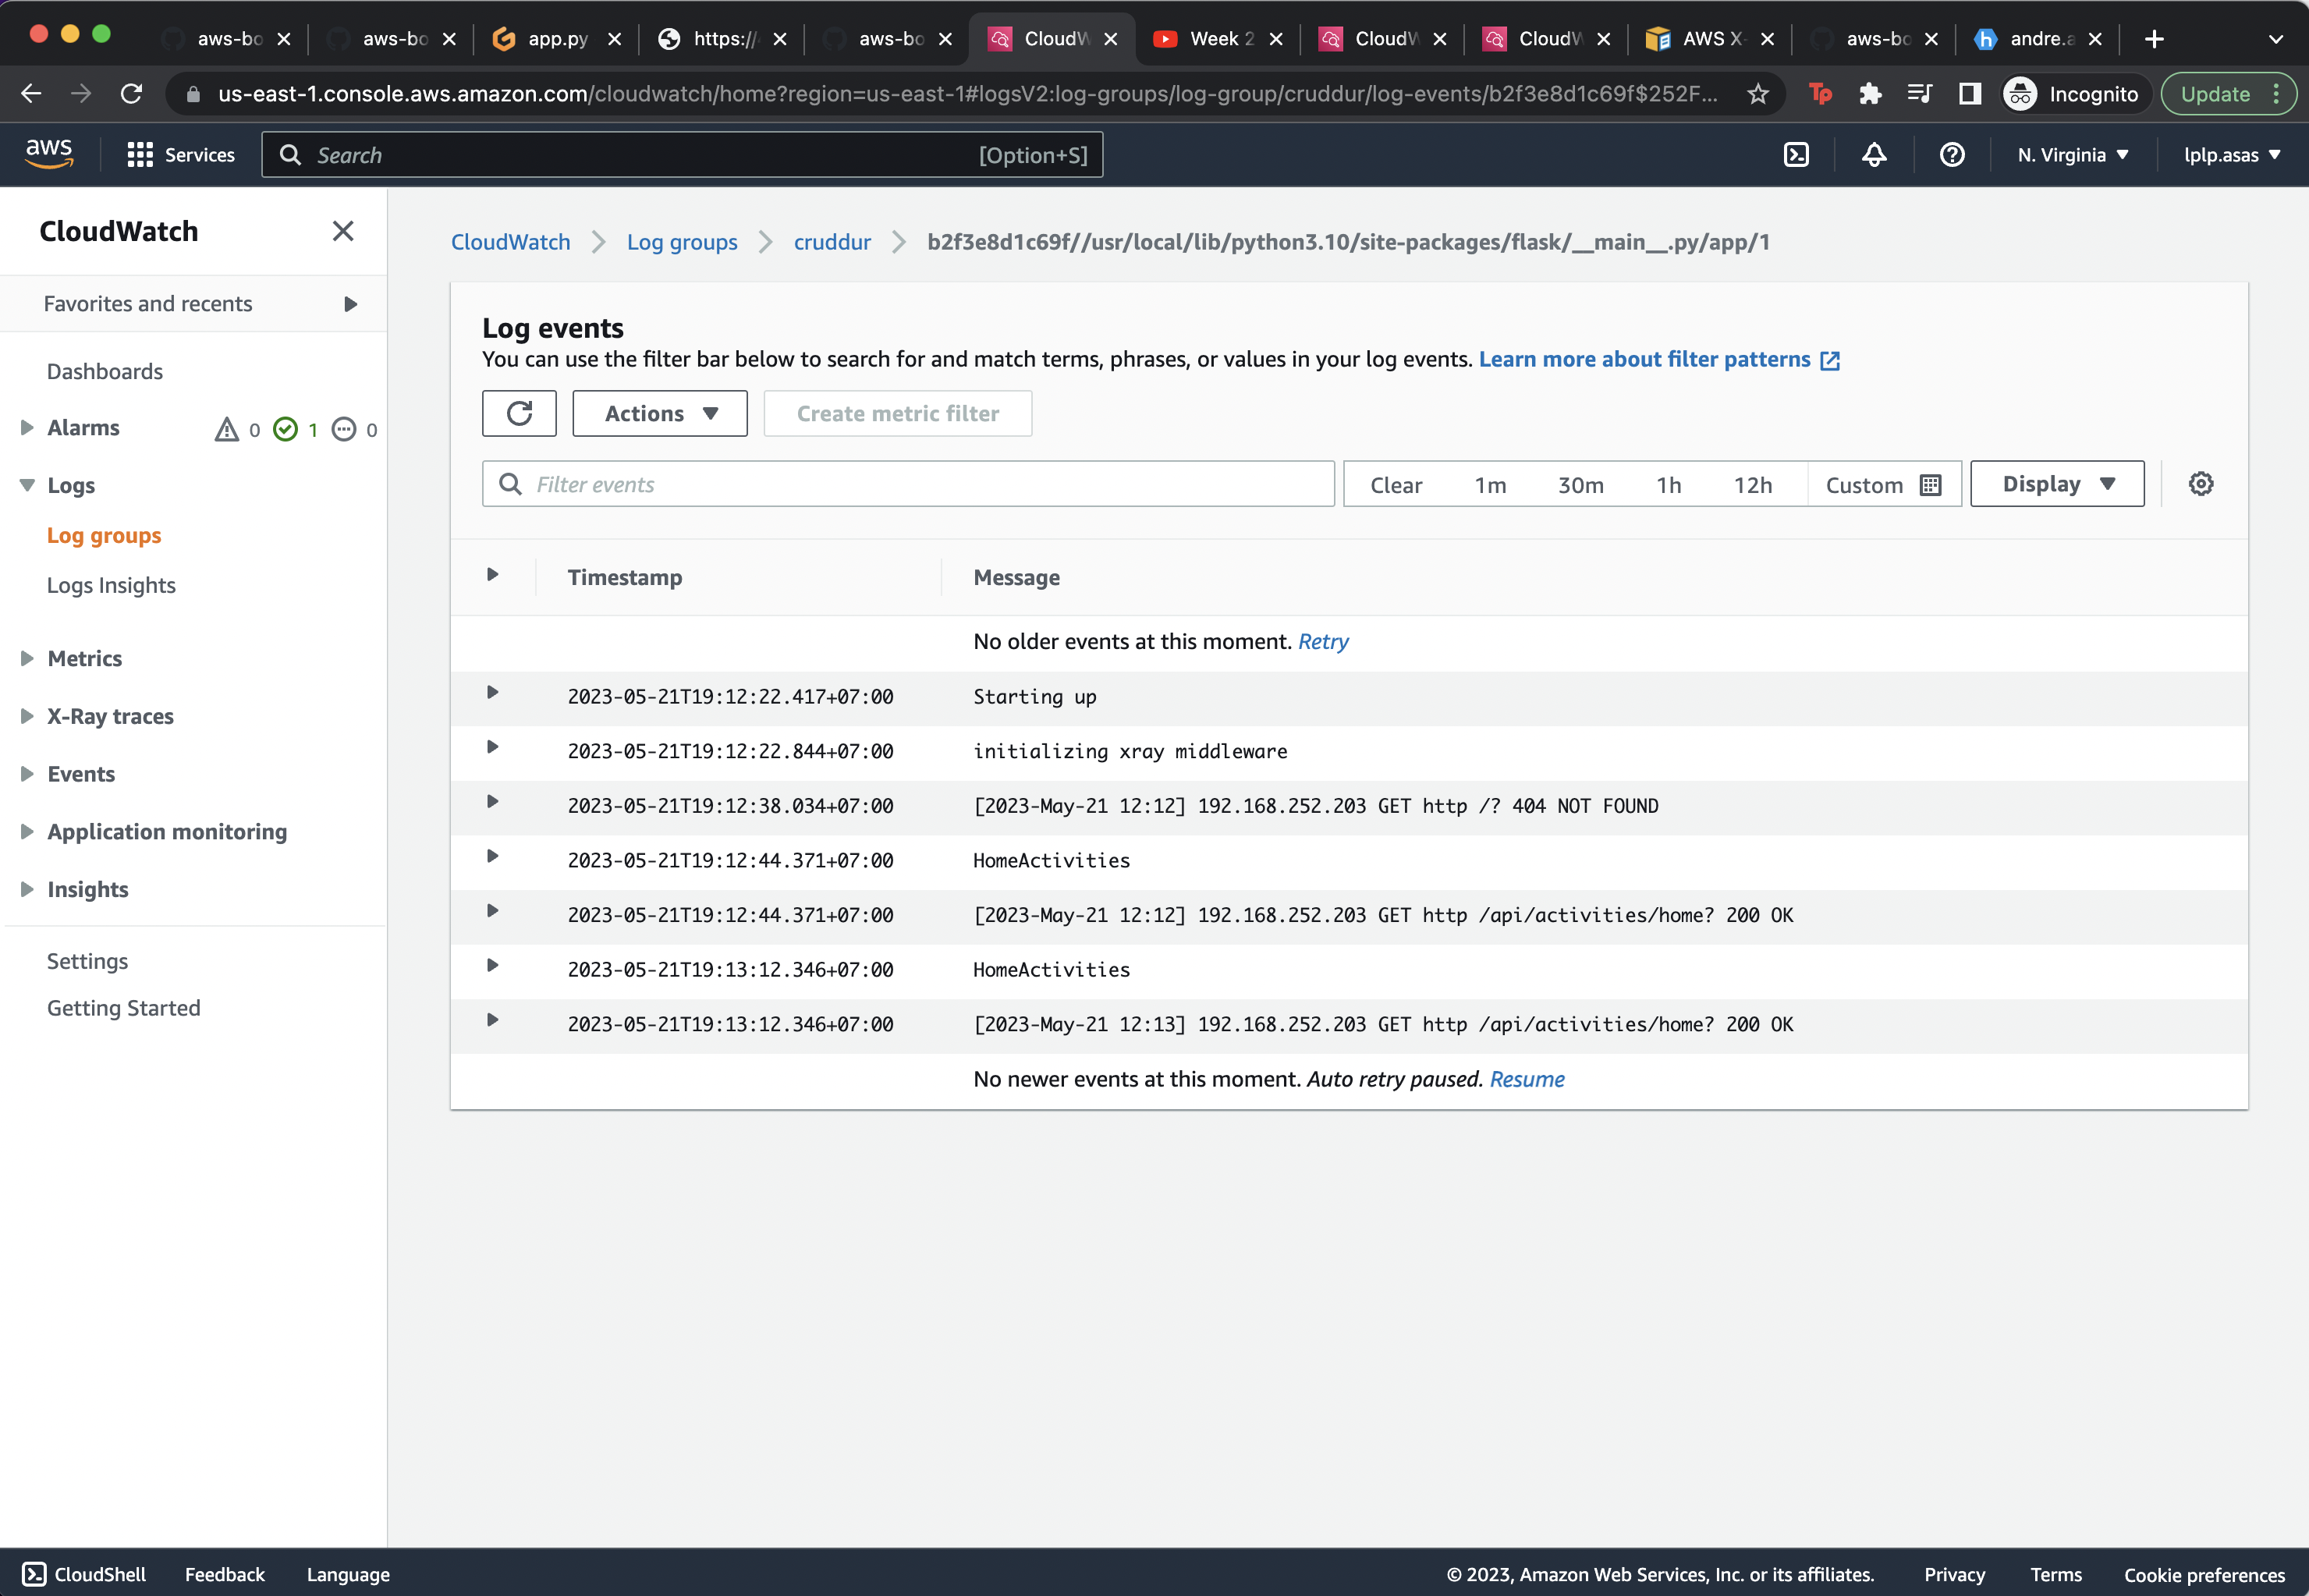 aws-bo aws-bo app.py https:// aws-bo CloudW Week 2 CloudW CloudW AWS X- aws-bo andre.a
us-east-1.console.aws.amazon.com/cloudwatch/home?region=us-east-1#logsV2:log-groups/log-group/cruddur/log-events/b2f3e8d1c69f$252F... Tp Incognito Update
aws Services Search [Option+S] N. Virginia lplp.asas
CloudWatch
Favorites and recents
Dashboards
Alarms 0 1 0
Logs
Log groups
Logs Insights
Metrics
X-Ray traces
Events
Application monitoring
Insights
Settings
Getting Started
CloudWatch Log groups cruddur b2f3e8d1c69f//usr/local/lib/python3.10/site-packages/flask/__main__.py/app/1
Log events
You can use the filter bar below to search for and match terms, phrases, or values in your log events. Learn more about filter patterns
Actions Create metric filter
Filter events Clear 1m 30m 1h 12h Custom Display
Timestamp Message
No older events at this moment. Retry
2023-05-21T19:12:22.417+07:00 Starting up
2023-05-21T19:12:22.844+07:00 initializing xray middleware
2023-05-21T19:12:38.034+07:00 [2023-May-21 12:12] 192.168.252.203 GET http /? 404 NOT FOUND
2023-05-21T19:12:44.371+07:00 HomeActivities
2023-05-21T19:12:44.371+07:00 [2023-May-21 12:12] 192.168.252.203 GET http /api/activities/home? 200 OK
2023-05-21T19:13:12.346+07:00 HomeActivities
2023-05-21T19:13:12.346+07:00 [2023-May-21 12:13] 192.168.252.203 GET http /api/activities/home? 200 OK
No newer events at this moment. Auto retry paused. Resume
CloudShell Feedback Language © 2023, Amazon Web Services, Inc. or its affiliates. Privacy Terms Cookie preferences